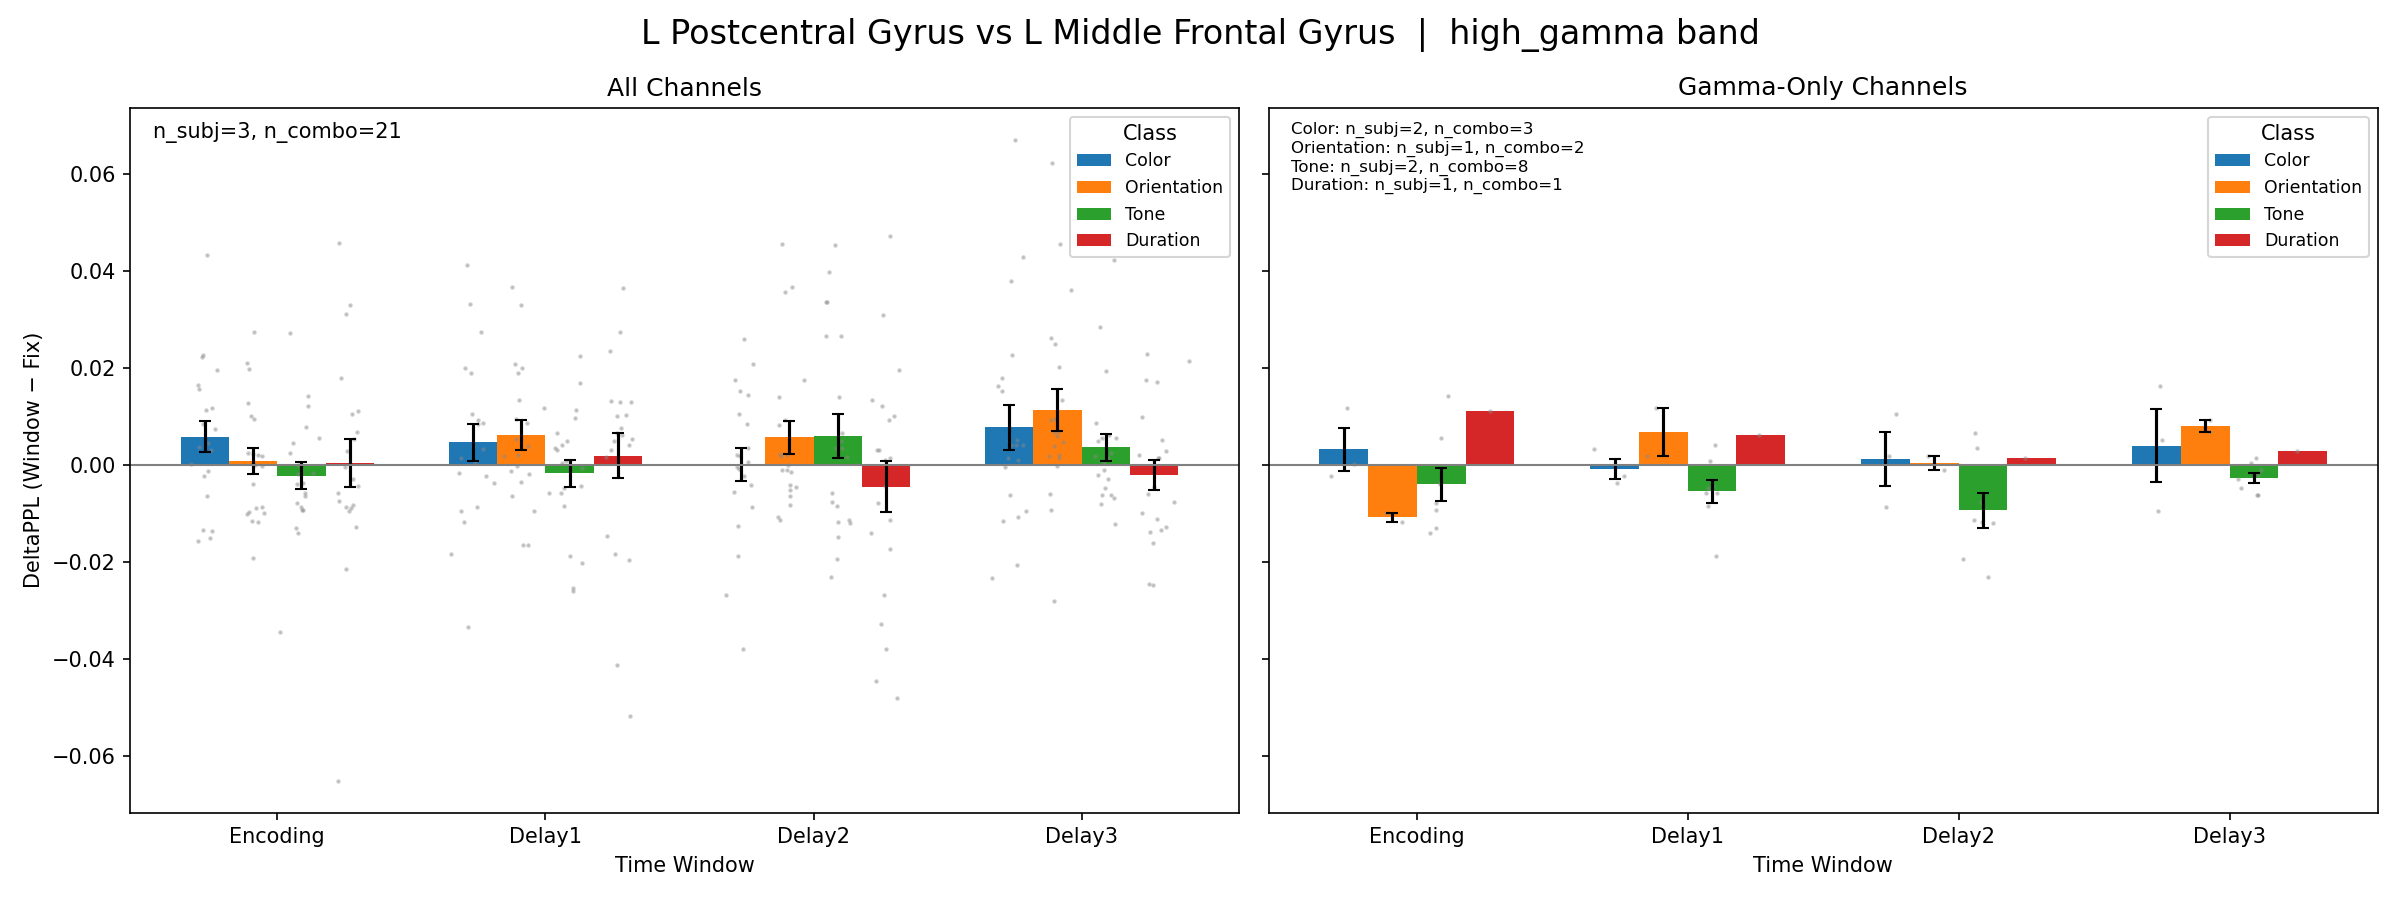 L Postcentral Gyrus vs L Middle Frontal Gyrus | high_gamma band
All Channels
n_subj=3, n_combo=21
Class
Color
Orientation
Tone
Duration
0.06
0.04
0.02
0.00
−0.02
−0.04
−0.06
DeltaPPL (Window − Fix)
Encoding
Delay1
Delay2
Delay3
Time Window
Gamma-Only Channels
Color: n_subj=2, n_combo=3
Orientation: n_subj=1, n_combo=2
Tone: n_subj=2, n_combo=8
Duration: n_subj=1, n_combo=1
Class
Color
Orientation
Tone
Duration
Encoding
Delay1
Delay2
Delay3
Time Window